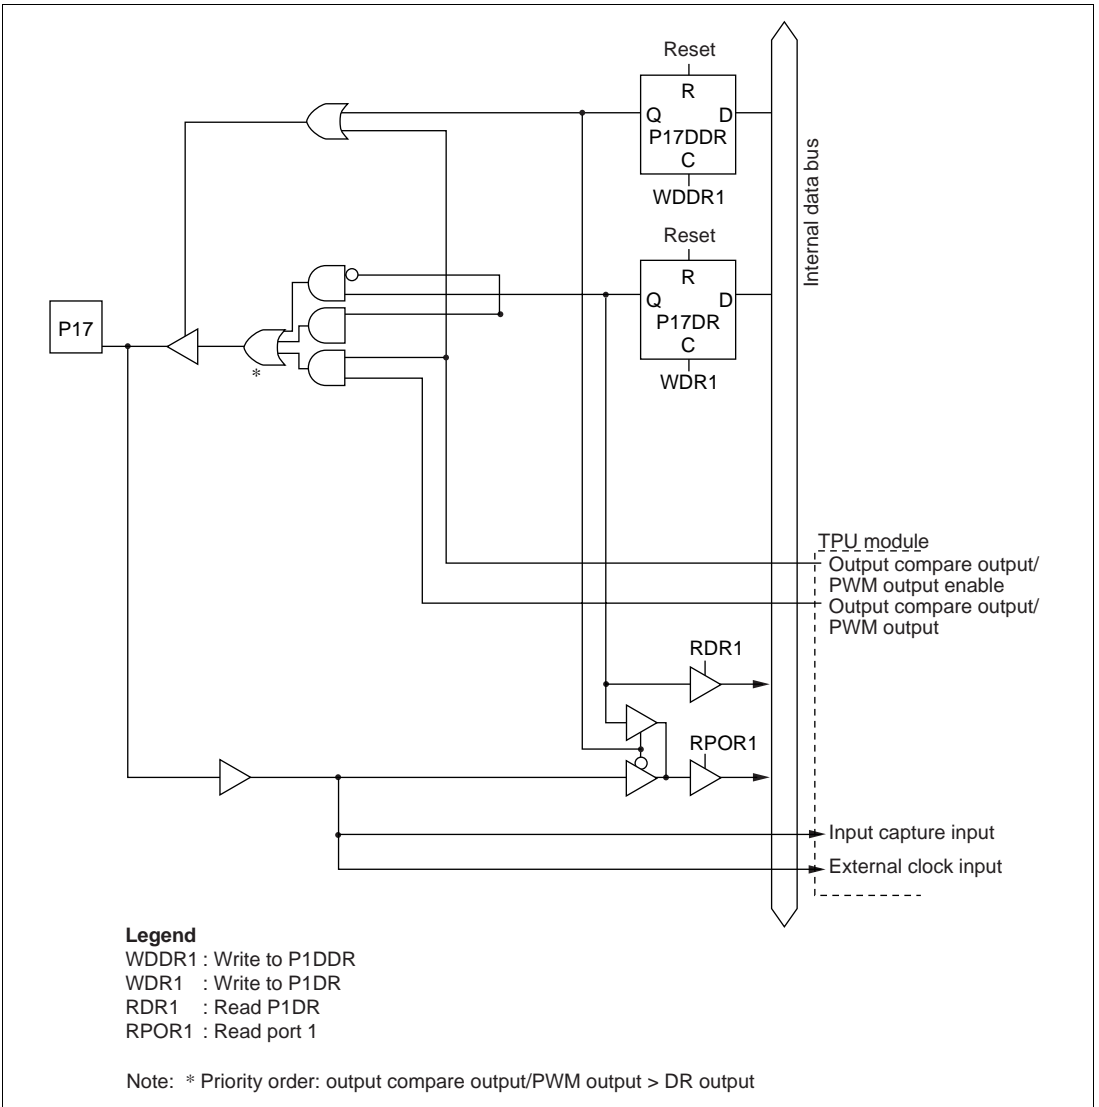 Reset
R
Q D
P17DDR
C
WDDR1
Internal data bus
Reset
R
Q D
P17DR
C
WDR1
P17
*
TPU module
Output compare output/
PWM output enable
Output compare output/
PWM output
RDR1
RPOR1
Input capture input
External clock input
Legend
WDDR1 : Write to P1DDR
WDR1 : Write to P1DR
RDR1 : Read P1DR
RPOR1 : Read port 1
Note: * Priority order: output compare output/PWM output > DR output